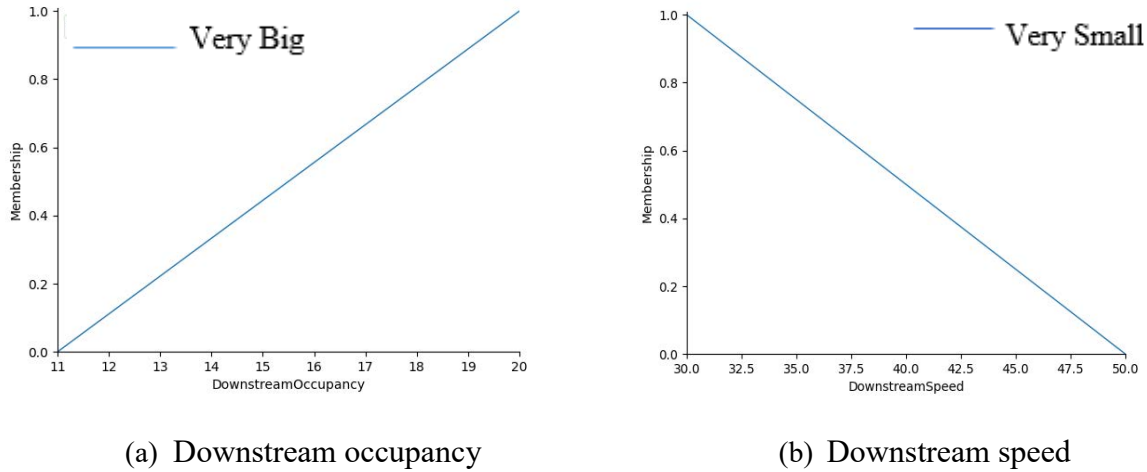 Very Big
Membership
1.0
0.8
0.6
0.4
0.2
0.0
11 12 13 14 15 16 17 18 19 20
DownstreamOccupancy
(a) Downstream occupancy
Very Small
Membership
1.0
0.8
0.6
0.4
0.2
0.0
30.0 32.5 35.0 37.5 40.0 42.5 45.0 47.5 50.0
DownstreamSpeed
(b) Downstream speed